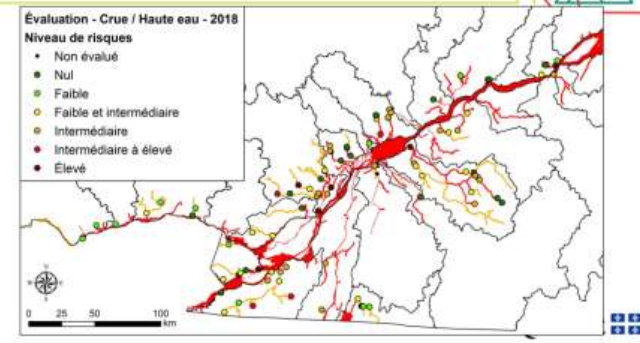 Évaluation - Crue / Haute eau - 2018
Niveau de risques
Non évalué
Nul
Faible
Faible et intermédiaire
Intermédiaire
Intermédiaire à élevé
Élevé
0 25 50 100
km